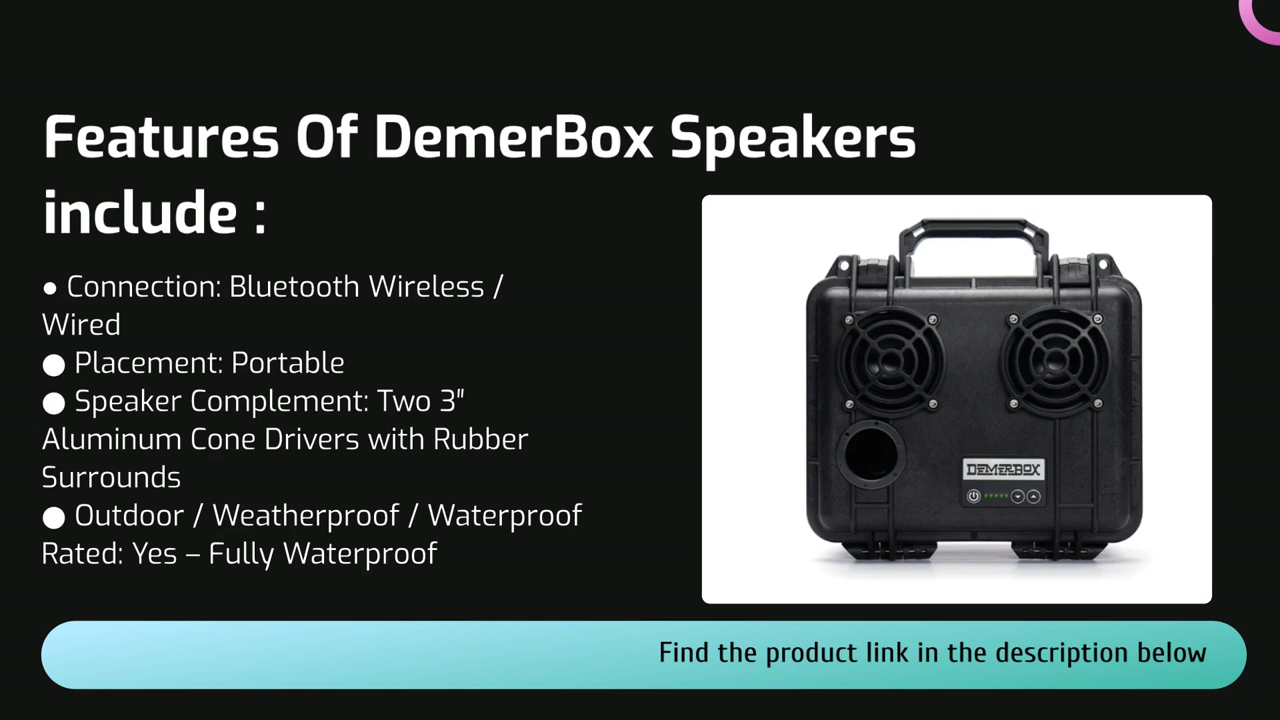 Features Of DemerBox Speakers
include :
● Connection: Bluetooth Wireless /
Wired
● Placement: Portable
● Speaker Complement: Two 3"
Aluminum Cone Drivers with Rubber
Surrounds
● Outdoor / Weatherproof / Waterproof
Rated: Yes – Fully Waterproof
DEMERBOX
Find the product link in the description below